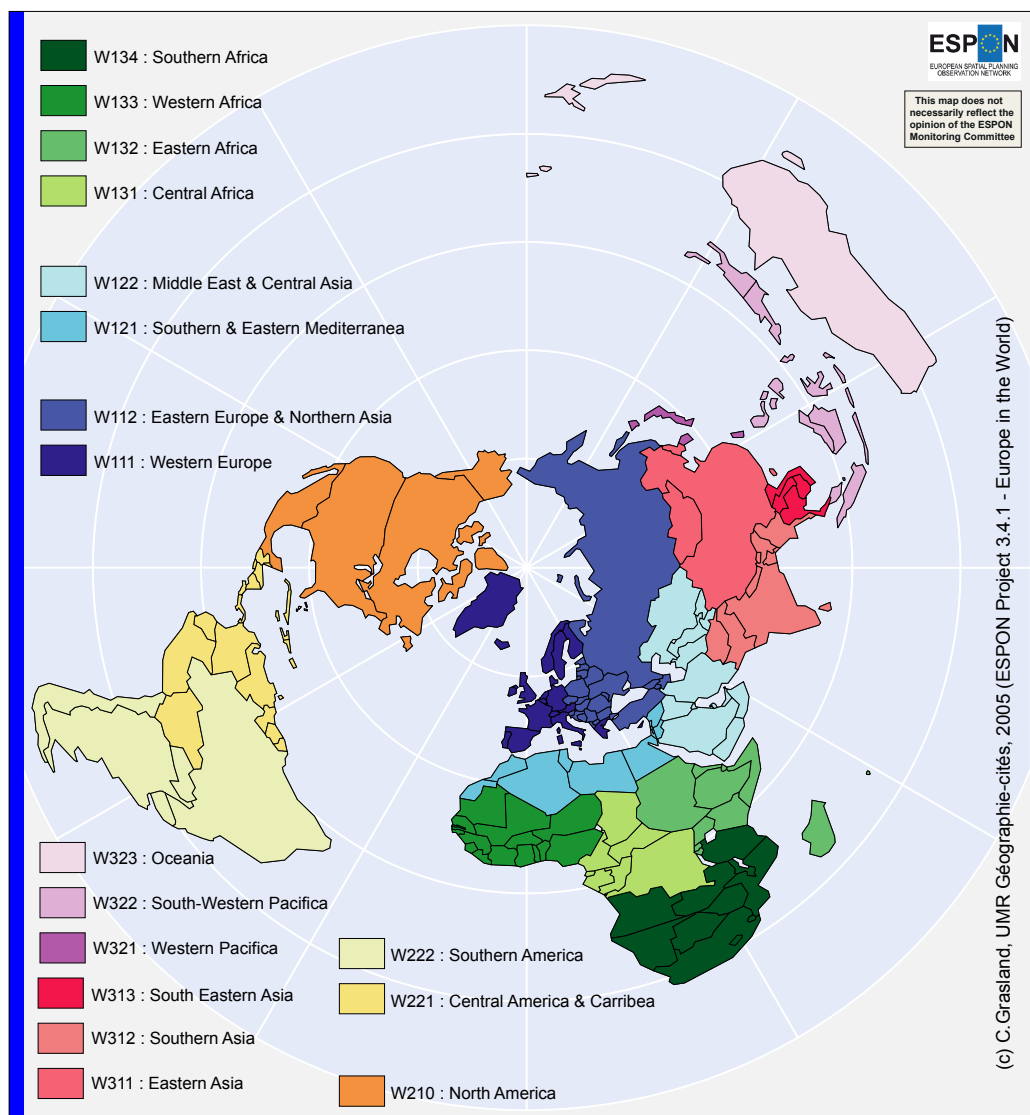 W134 : Southern Africa
W133 : Western Africa
W132 : Eastern Africa
W131 : Central Africa
W122 : Middle East & Central Asia
W121 : Southern & Eastern Mediterranea
W112 : Eastern Europe & Northern Asia
W111 : Western Europe
ESPON
EUROPEAN SPATIAL PLANNING
OBSERVATION NETWORK
This map does not
necessarily reflect the
opinion of the ESPON
Monitoring Committee
W323 : Oceania
W322 : South-Western Pacifica
W321 : Western Pacifica
W313 : South Eastern Asia
W312 : Southern Asia
W311 : Eastern Asia
W222 : Southern America
W221 : Central America & Carribea
W210 : North America
(c) C.Grasland, UMR Géographie-cités, 2005 (ESPON Project 3.4.1 - Europe in the World)